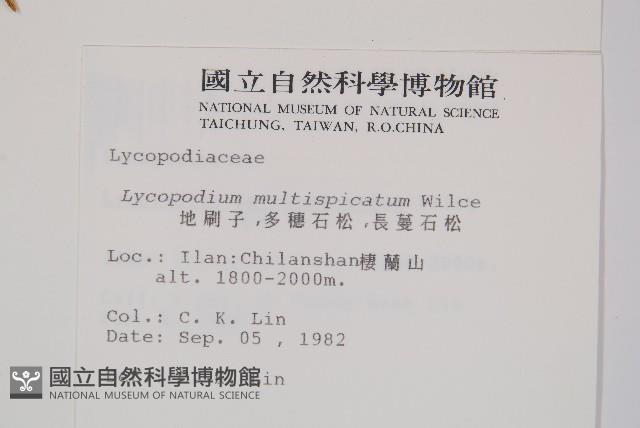 國立自然科學博物館
NATIONAL MUSEUM OF NATURAL SCIENCE
TAICHUNG, TAIWAN, R.O.CHINA
Lycopodiaceae
Lycopodium multispicatum Wilce
地刷子,多穗石松,長蔓石松
Loc.: Ilan:Chilanshan棲蘭山
alt. 1800-2000m.
Col.: C. K. Lin
Date: Sep. 05 , 1982
國立自然科學博物館
NATIONAL MUSEUM OF NATURAL SCIENCE